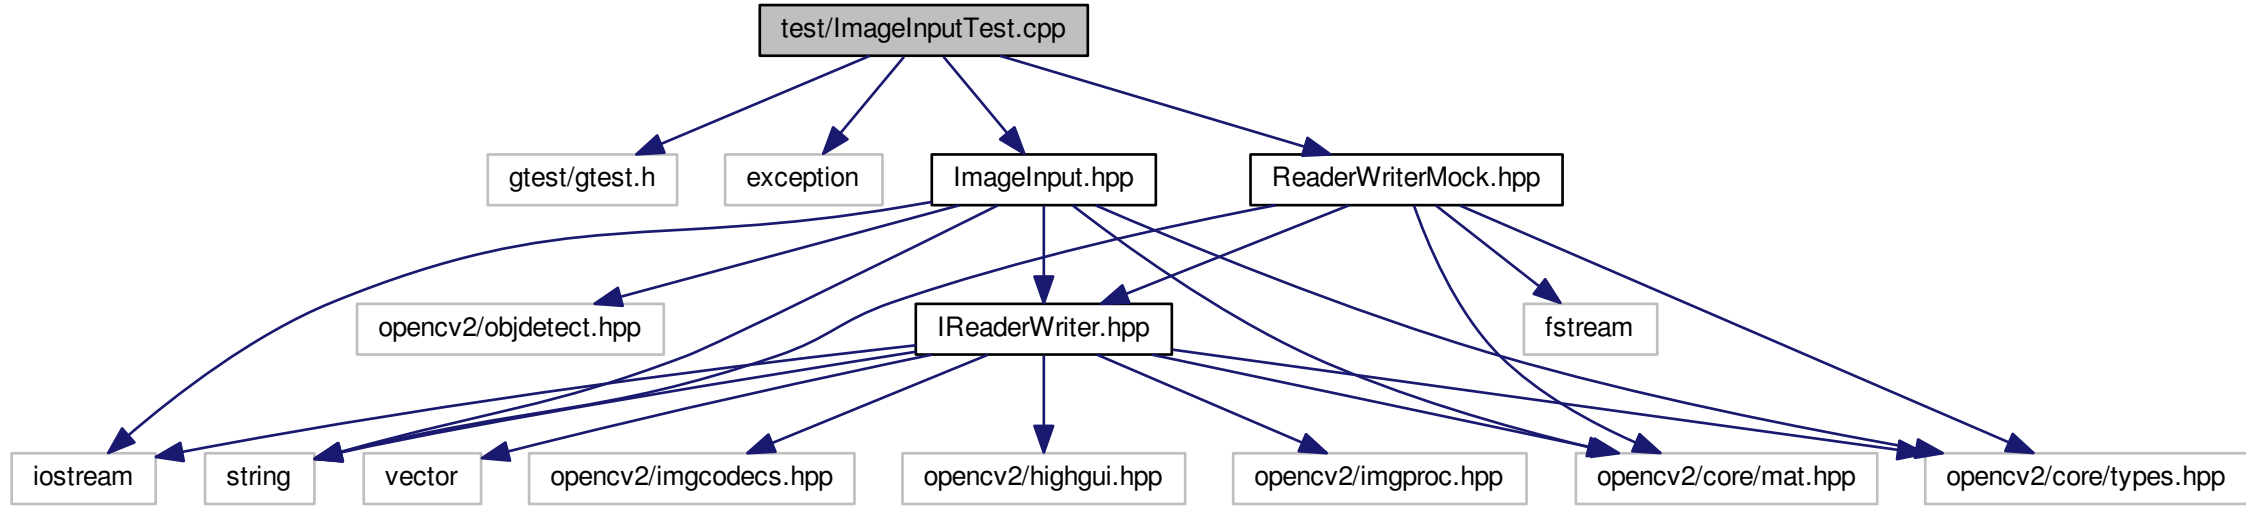 test/ImageInputTest.cpp
gtest/gtest.h
exception
ImageInput.hpp
ReaderWriterMock.hpp
opencv2/objdetect.hpp
IReaderWriter.hpp
fstream
iostream
string
vector
opencv2/imgcodecs.hpp
opencv2/highgui.hpp
opencv2/imgproc.hpp
opencv2/core/mat.hpp
opencv2/core/types.hpp